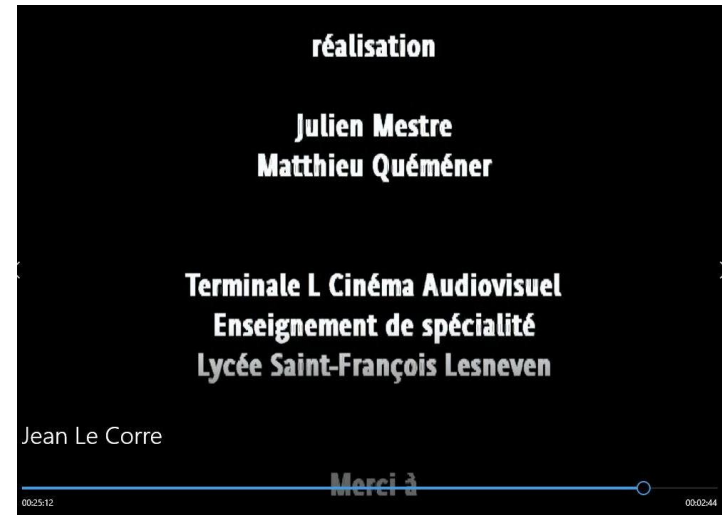 réalisation
Julien Mestre
Matthieu Quéméner
Terminale L Cinéma Audiovisuel
Enseignement de spécialité
Lycée Saint-François Lesneven
Jean Le Corre
Merci à
00:25:12
00:02:44